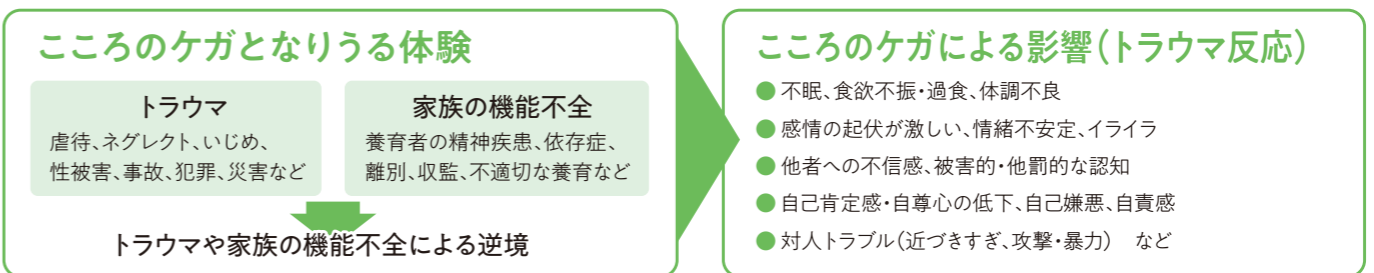 こころのケガとなりうる体験
トラウマ
虐待、ネグレクト、いじめ、
性被害、事故、犯罪、災害など
家族の機能不全
養育者の精神疾患、依存症、
離別、収監、不適切な養育など
トラウマや家族の機能不全による逆境
こころのケガによる影響（トラウマ反応）
●不眠、食欲不振・過食、体調不良
●感情の起伏が激しい、情緒不安定、イライラ
●他者への不信感、被害的・他罰的な認知
●自己肯定感・自尊心の低下、自己嫌悪、自責感
●対人トラブル（近づきすぎ、攻撃・暴力）　など